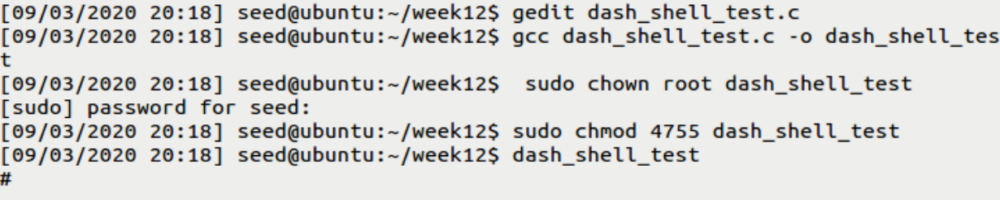 [09/03/2020 20:18] seed@ubuntu:~/week12$ gedit dash_shell_test.c
[09/03/2020 20:18] seed@ubuntu:~/week12$ gcc dash_shell_test.c -o dash_shell_tes
t
[09/03/2020 20:18] seed@ubuntu:~/week12$  sudo chown root dash_shell_test
[sudo] password for seed:
[09/03/2020 20:18] seed@ubuntu:~/week12$ sudo chmod 4755 dash_shell_test
[09/03/2020 20:18] seed@ubuntu:~/week12$ dash_shell_test
#